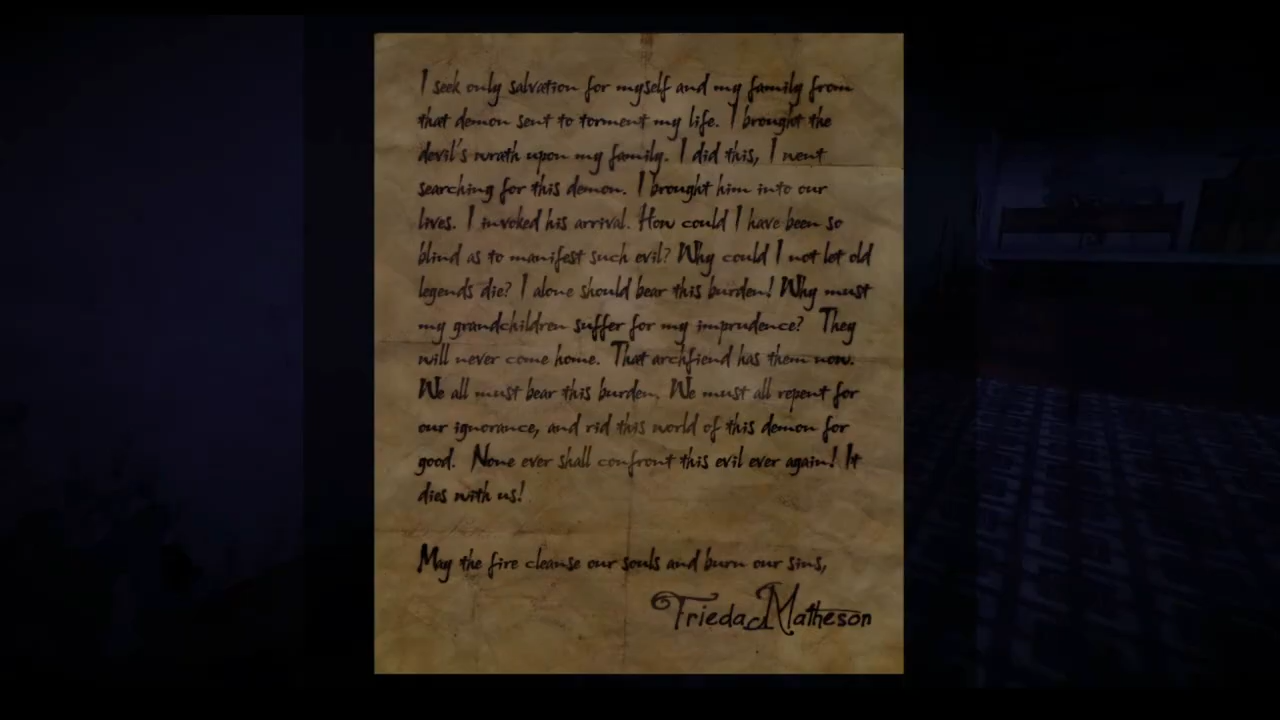 I seek only salvation for myself and my family from
that demon sent to torment my life. I brought the
devil's wrath upon my family. I did this, I went
searching for this demon. I brought him into our
lives. I invoked his arrival. How could I have been so
blind as to manifest such evil? Why could I not let old
legends die? I alone should bear this burden! Why must
my grandchildren suffer for my imprudence? They
will never come home. That archfiend has them now.
We all must bear this burden. We must all repent for
our ignorance, and rid this world of this demon for
good. None ever shall confront this evil ever again! It
dies with us!
May the fire cleanse our souls and burn our sins,
Frieda Matheson